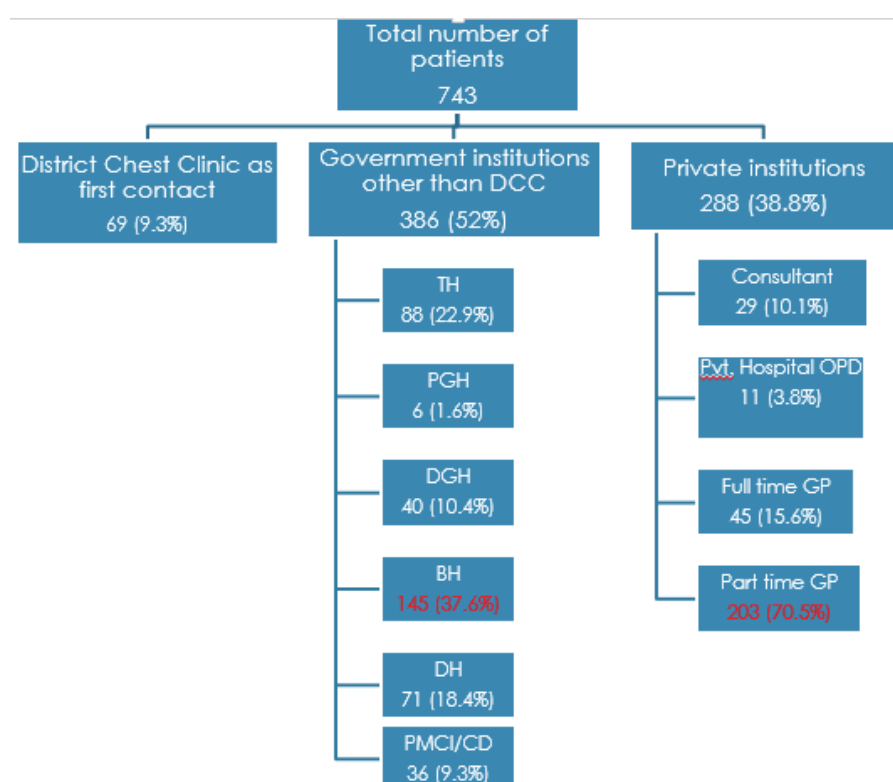 Total number of
patients
743
District Chest Clinic as
first contact
69 (9.3%)
Government institutions
other than DCC
386 (52%)
Private institutions
288 (38.8%)
TH
88 (22.9%)
PGH
6 (1.6%)
DGH
40 (10.4%)
BH
145 (37.6%)
DH
71 (18.4%)
PMCI/CD
36 (9.3%)
Consultant
29 (10.1%)
Pvt. Hospital OPD
11 (3.8%)
Full time GP
45 (15.6%)
Part time GP
203 (70.5%)